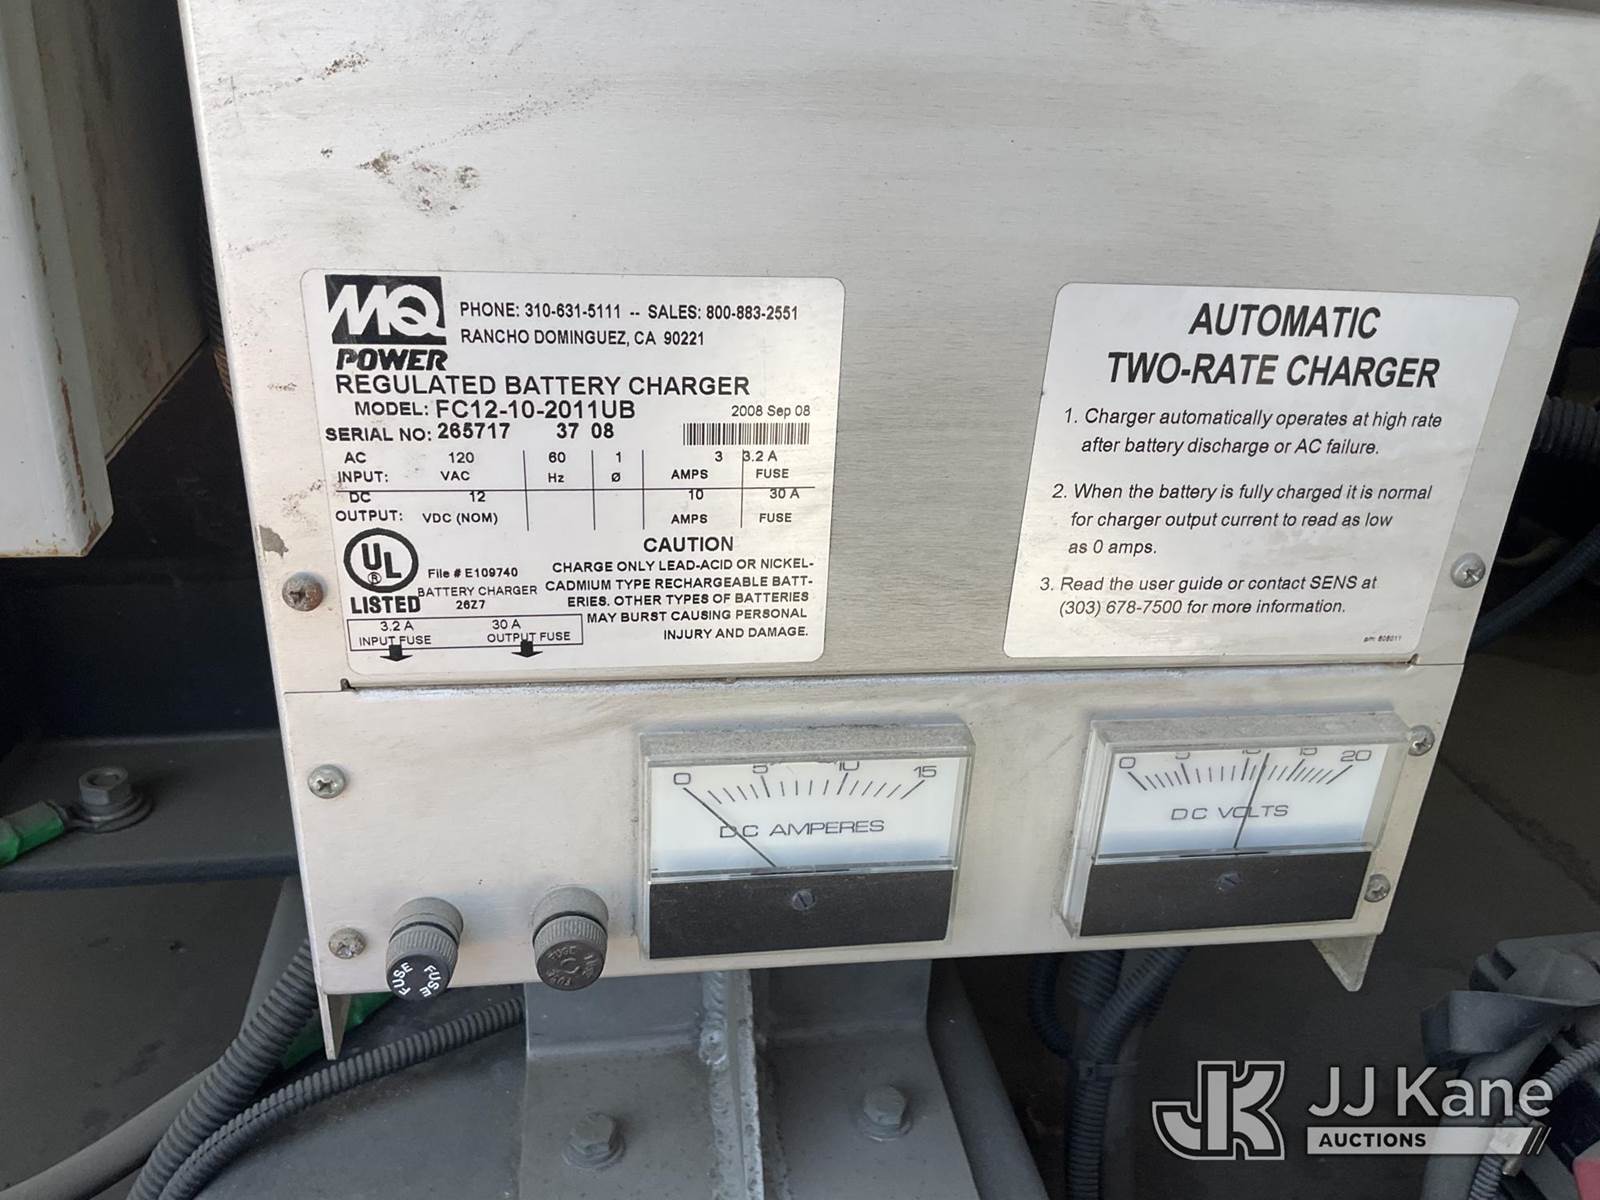 MQ
POWER
PHONE: 310-631-5111 -- SALES: 800-883-2551
RANCHO DOMINGUEZ, CA 90221
REGULATED BATTERY CHARGER
MODEL: FC12-10-2011UB
2008 Sep 08
SERIAL NO: 265717 37 08
AC 120 60 1 3 3.2 A
INPUT: VAC Hz Ø AMPS FUSE
DC 12 10 30 A
OUTPUT: VDC (NOM) AMPS FUSE
UL
®
LISTED
File # E109740
BATTERY CHARGER
26Z7
CAUTION
CHARGE ONLY LEAD-ACID OR NICKEL-
CADMIUM TYPE RECHARGEABLE BATT-
ERIES. OTHER TYPES OF BATTERIES
MAY BURST CAUSING PERSONAL
INJURY AND DAMAGE.
3.2 A 30 A
INPUT FUSE OUTPUT FUSE
AUTOMATIC
TWO-RATE CHARGER
1. Charger automatically operates at high rate
after battery discharge or AC failure.
2. When the battery is fully charged it is normal
for charger output current to read as low
as 0 amps.
3. Read the user guide or contact SENS at
(303) 678-7500 for more information.
0 5 10 15
DC AMPERES
0 5 10 15 20
DC VOLTS
FUSE FUSE
FUSE FUSE
JK
JJ Kane
AUCTIONS